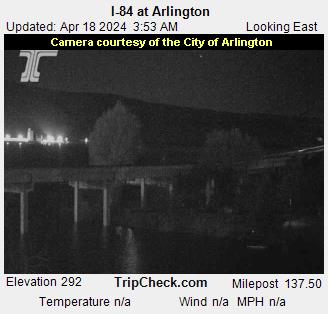 I-84 at Arlington
Updated: Apr 18 2024 3:53 AM Looking East
Camera courtesy of the City of Arlington
Elevation 292 TripCheck.com Milepost 137.50
Temperature n/a Wind n/a MPH n/a